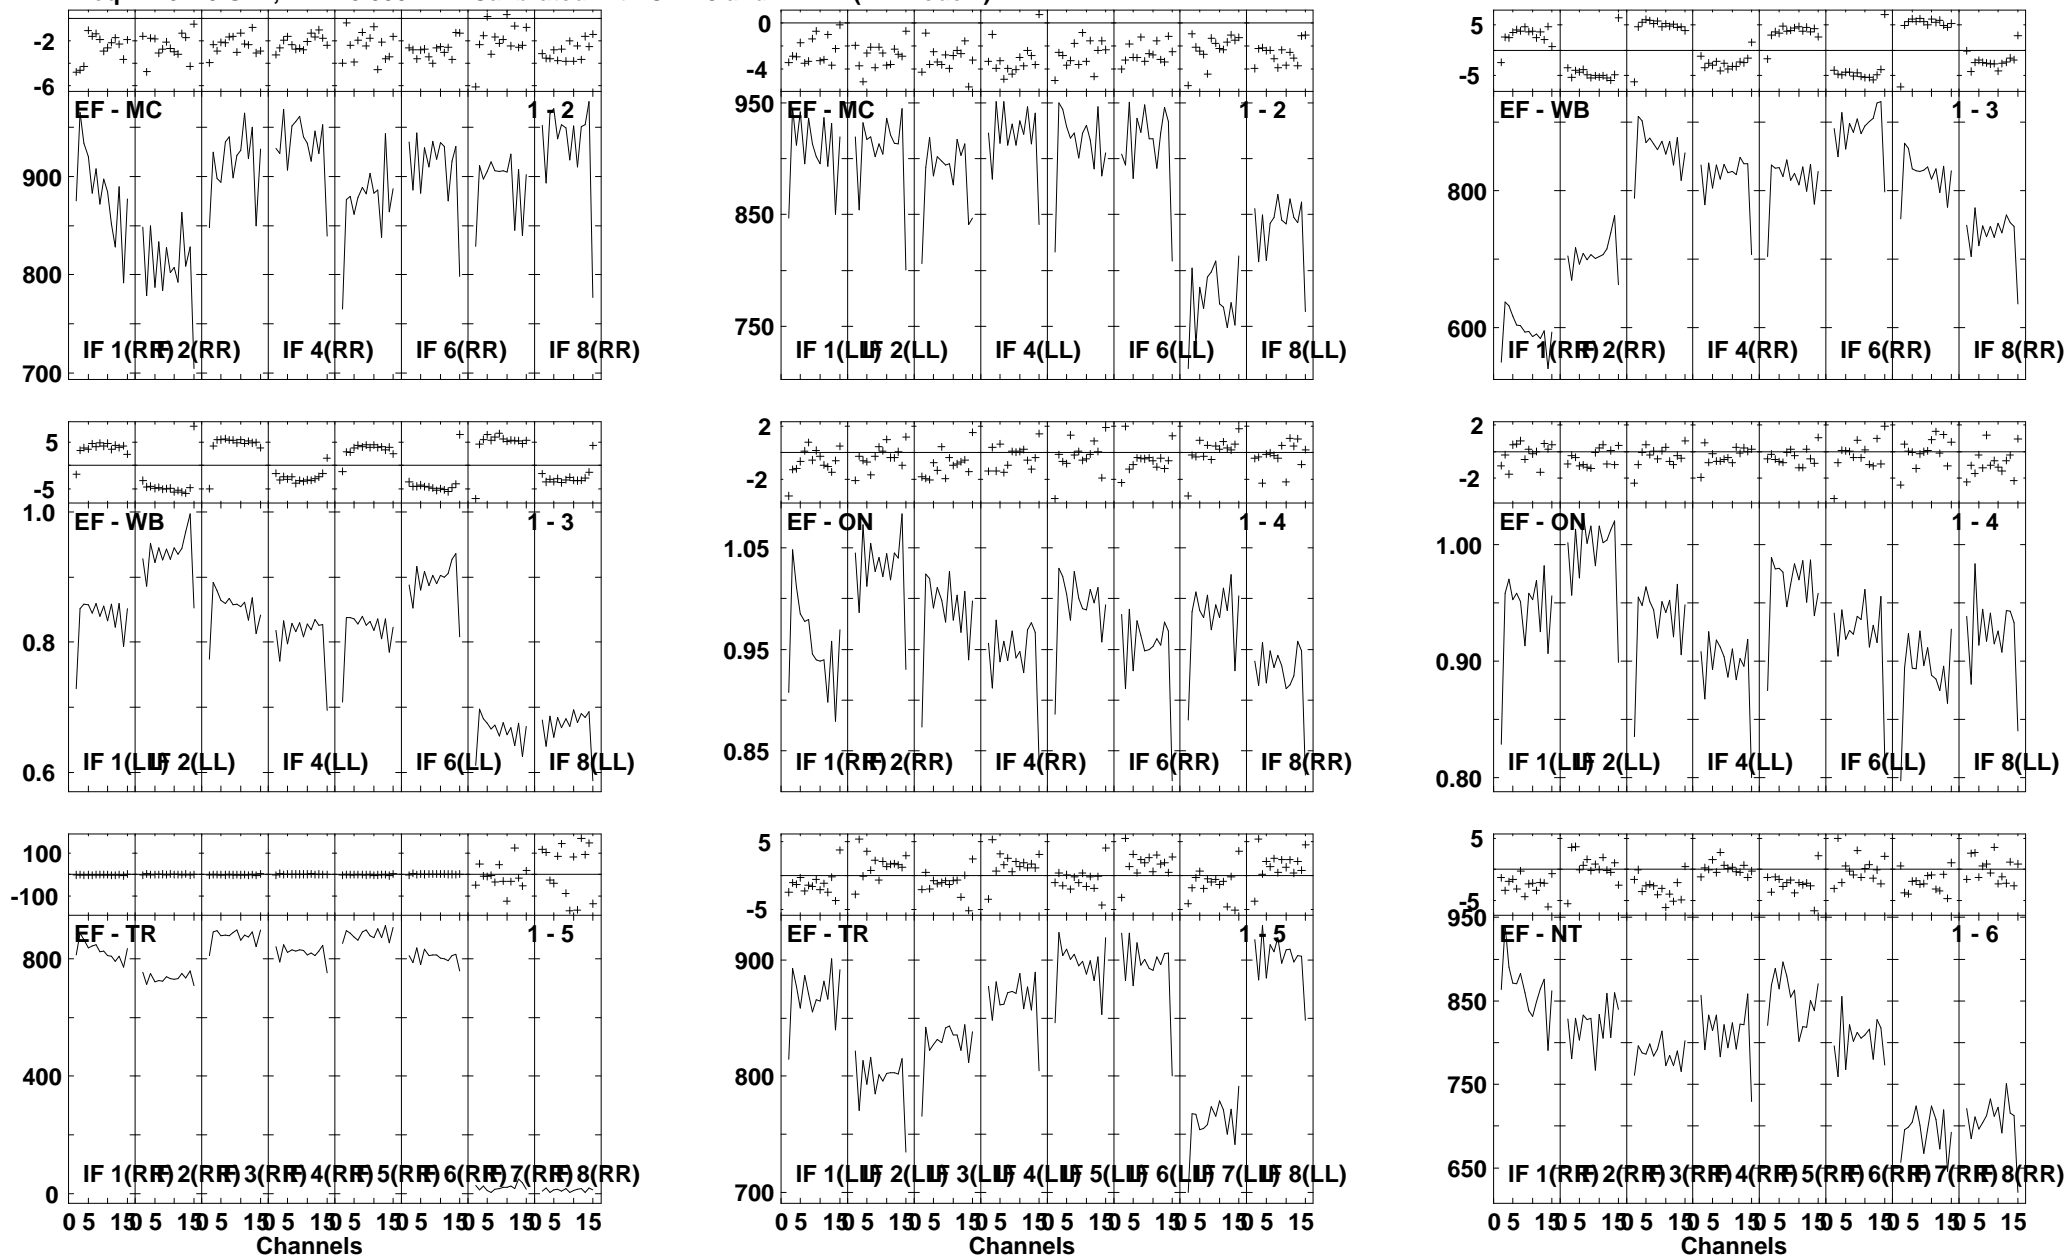 -2
-6
EF - MC 1 - 2
900
800
700
IF 1(RR) IF 2(RR) IF 4(RR) IF 6(RR) IF 8(RR)
0
-4
950
EF - MC 1 - 2
850
750
IF 1(LL) IF 2(LL) IF 4(LL) IF 6(LL) IF 8(LL)
5
-5
EF - WB 1 - 3
800
600
IF 1(RR) IF 2(RR) IF 4(RR) IF 6(RR) IF 8(RR)
5
-5
1.0
EF - WB 1 - 3
0.8
0.6
IF 1(LL) IF 2(LL) IF 4(LL) IF 6(LL) IF 8(LL)
2
-2
EF - ON 1 - 4
1.05
0.95
0.85
IF 1(RR) IF 2(RR) IF 4(RR) IF 6(RR) IF 8(RR)
2
-2
EF - ON 1 - 4
1.00
0.90
0.80
IF 1(LL) IF 2(LL) IF 4(LL) IF 6(LL) IF 8(LL)
100
-100
EF - TR 1 - 5
800
400
0
IF 1(RR) IF 2(RR) IF 3(RR) IF 4(RR) IF 5(RR) IF 6(RR) IF 7(RR) IF 8(RR)
0 5 15 0 5 15 0 5 15 0 5 15 0 5 15 0 5 15 0 5 15 0 5 15
Channels
5
-5
EF - TR 1 - 5
900
800
700
IF 1(LL) IF 2(LL) IF 3(LL) IF 4(LL) IF 5(LL) IF 6(LL) IF 7(LL) IF 8(LL)
0 5 15 0 5 15 0 5 15 0 5 15 0 5 15 0 5 15 0 5 15 0 5 15
Channels
5
-5
950
EF - NT 1 - 6
850
750
650
IF 1(RR) IF 2(RR) IF 3(RR) IF 4(RR) IF 5(RR) IF 6(RR) IF 7(RR) IF 8(RR)
0 5 15 0 5 15 0 5 15 0 5 15 0 5 15 0 5 15 0 5 15 0 5 15
Channels